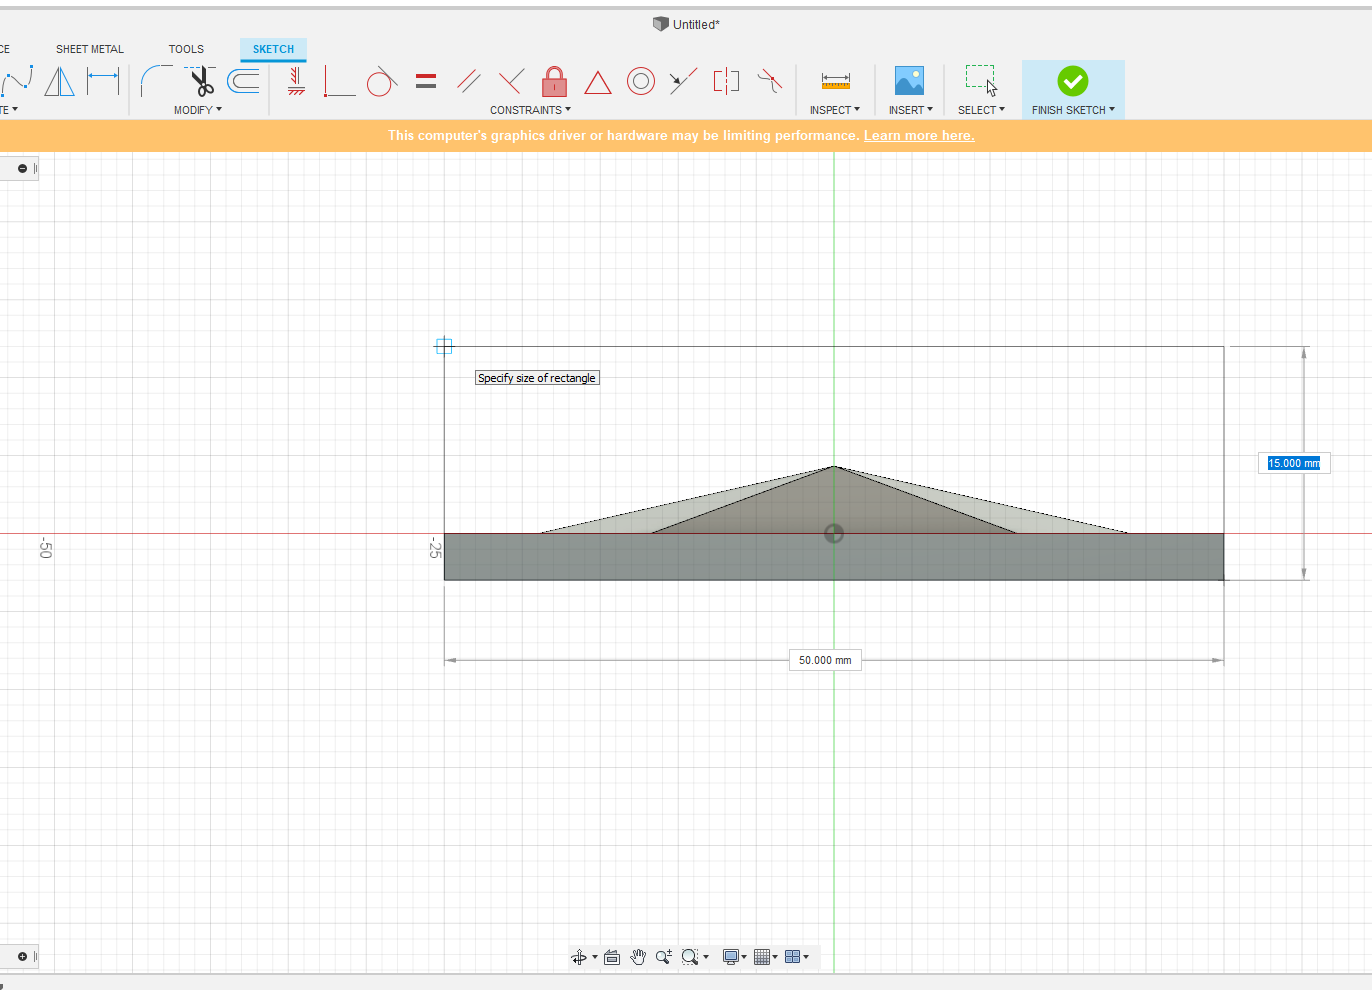 Untitled*
CE
SHEET METAL
TOOLS
SKETCH
TE
MODIFY
CONSTRAINTS
INSPECT
INSERT
SELECT
FINISH SKETCH
This computer's graphics driver or hardware may be limiting performance. Learn more here.
Specify size of rectangle
15.000 mm
-50
-25
50.000 mm